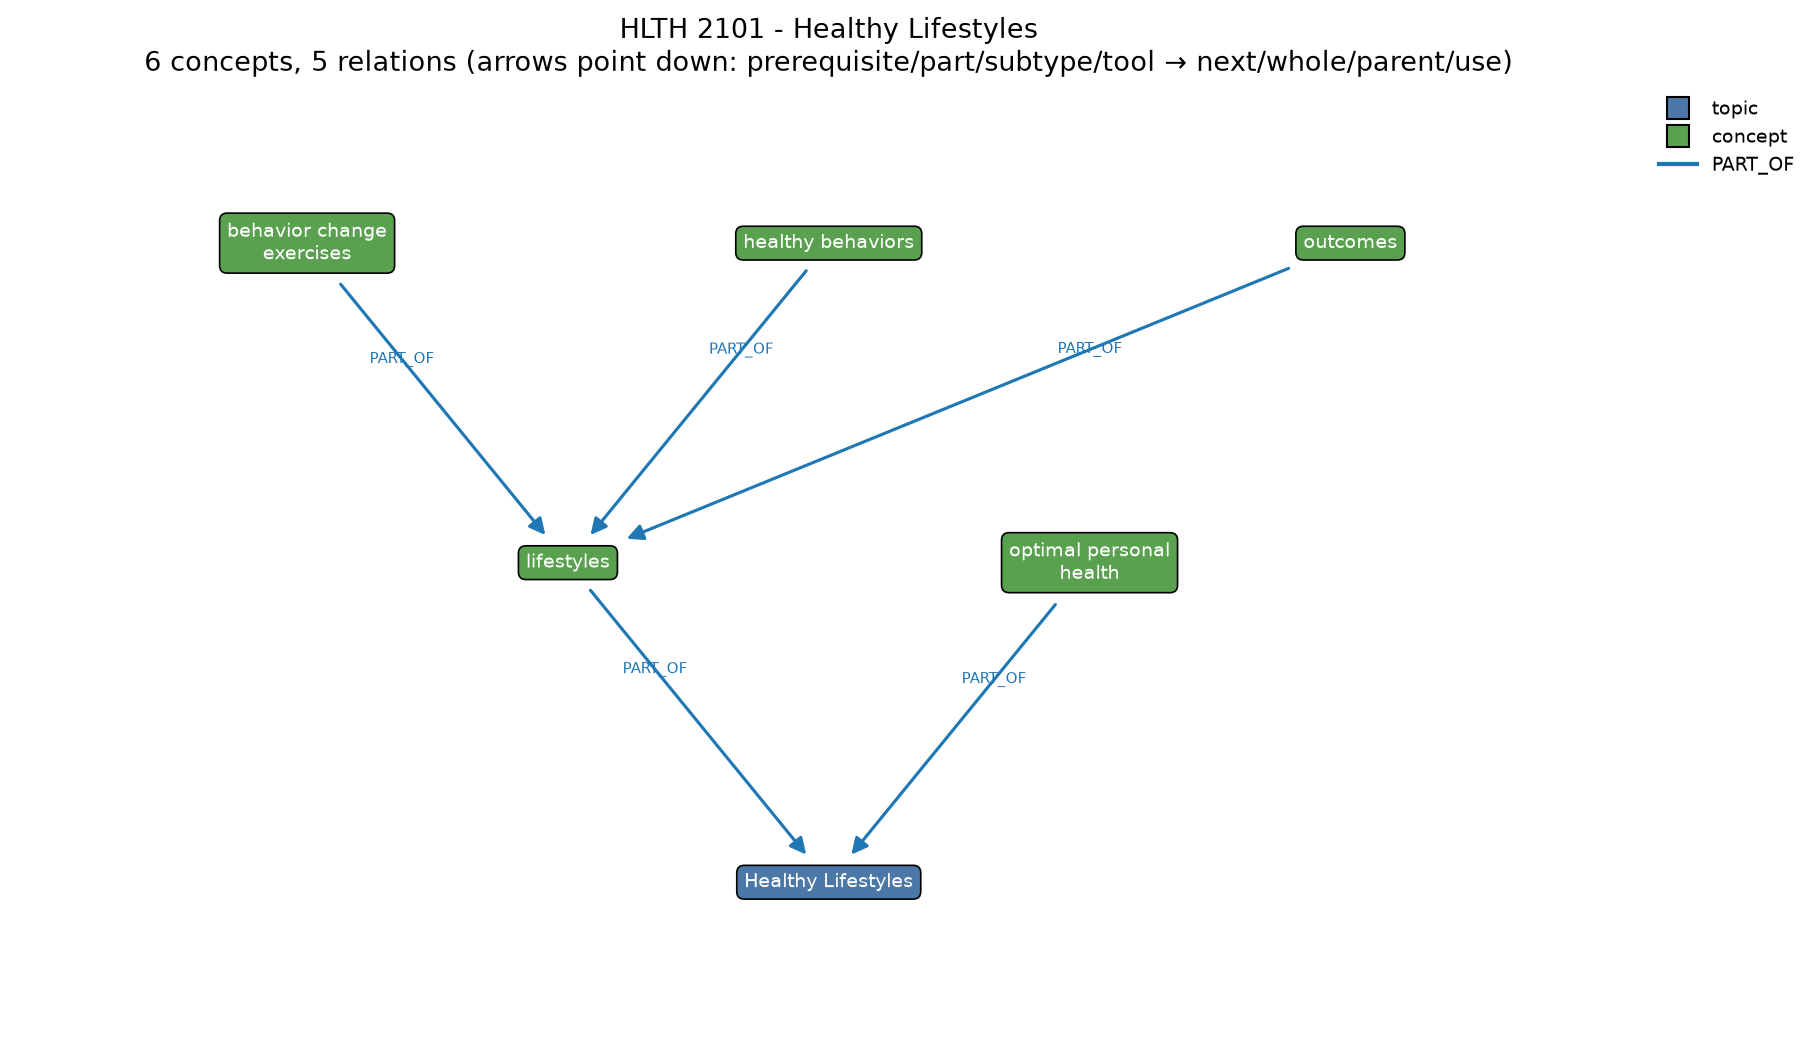 HLTH 2101 - Healthy Lifestyles
6 concepts, 5 relations (arrows point down: prerequisite/part/subtype/tool → next/whole/parent/use)
topic
concept
PART_OF
behavior change
exercises
healthy behaviors
outcomes
PART_OF
PART_OF
PART_OF
lifestyles
optimal personal
health
PART_OF
PART_OF
Healthy Lifestyles